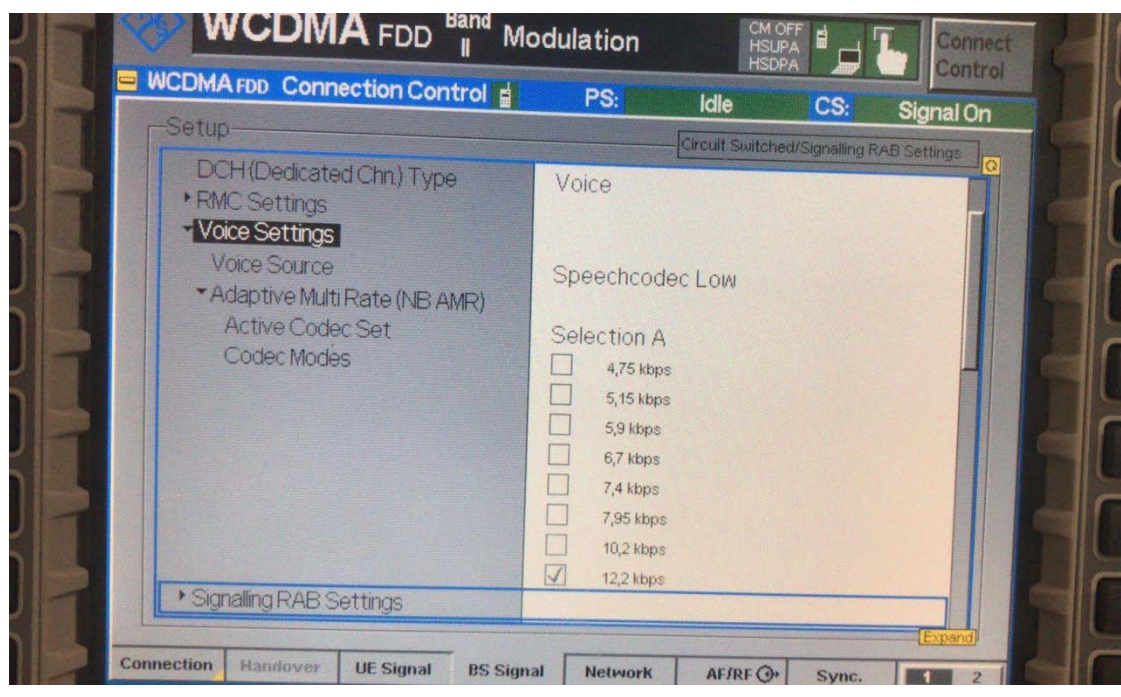 WCDMA FDD Band II Modulation
CM OFF
HSUPA
HSDPA
Connect
Control
WCDMA FDD Connection Control
PS: Idle CS: Signal On
Setup
Circuit Switched/Signalling RAB Settings
DCH (Dedicated Chn.) Type
RMC Settings
Voice Settings
Voice Source
Adaptive Multi Rate (NB AMR)
Active Codec Set
Codec Modes
Signalling RAB Settings
Voice
Speechcodec Low
Selection A
4,75 kbps
5,15 kbps
5,9 kbps
6,7 kbps
7,4 kbps
7,95 kbps
10,2 kbps
12,2 kbps
Expand
Connection Handover UE Signal BS Signal Network AF/RF Sync. 1 2